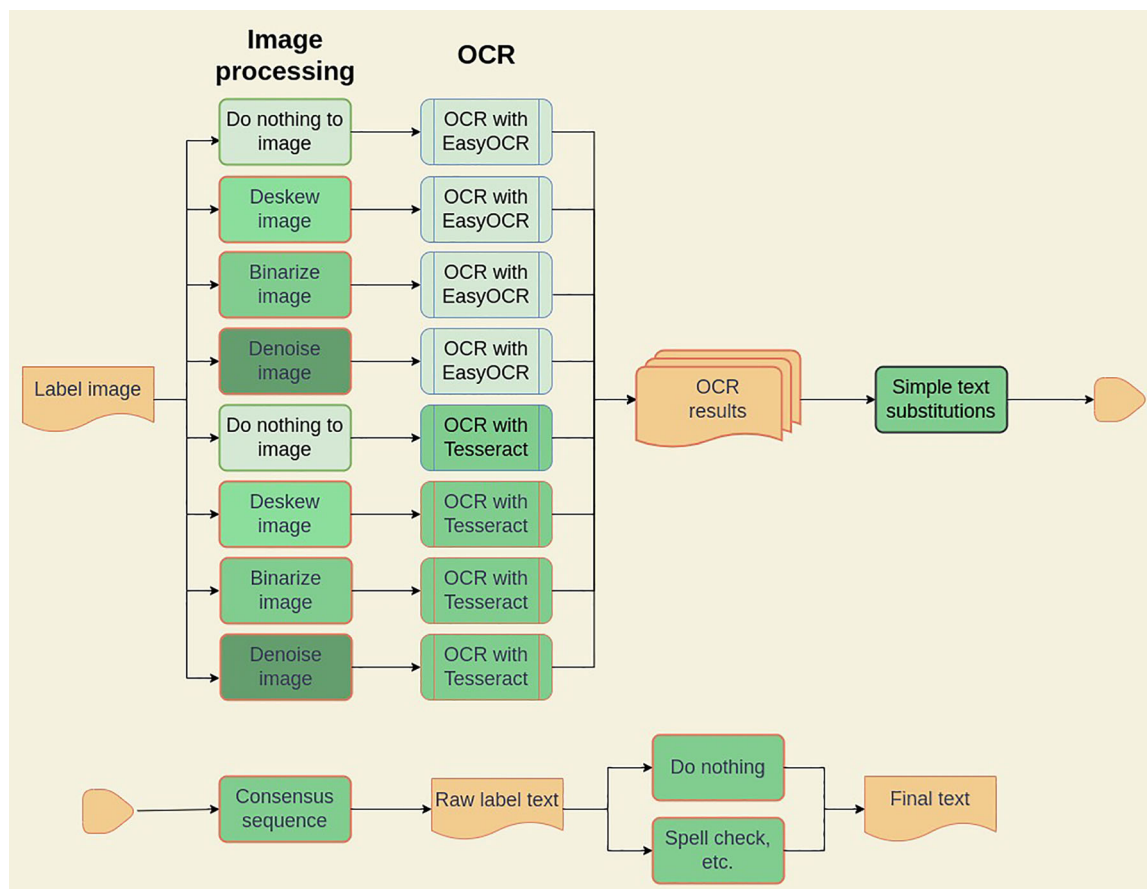 Image
processing
OCR
Do nothing to
image
OCR with
EasyOCR
Deskew
image
OCR with
EasyOCR
Binarize
image
OCR with
EasyOCR
Denoise
image
OCR with
EasyOCR
Label image
Do nothing to
image
OCR with
Tesseract
Deskew
image
OCR with
Tesseract
Binarize
image
OCR with
Tesseract
Denoise
image
OCR with
Tesseract
OCR
results
Simple text
substitutions
Consensus
sequence
Raw label text
Do nothing
Spell check,
etc.
Final text